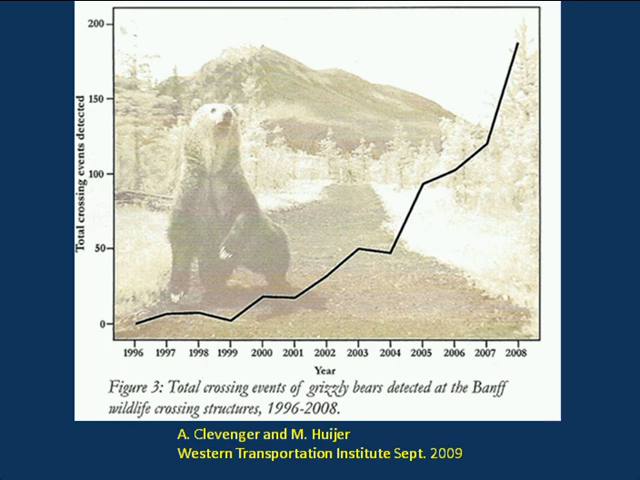 200
150
100
50
0
Total crossing events detected
1996 1997 1998 1999 2000 2001 2002 2003 2004 2005 2006 2007 2008
Year
Figure 3: Total crossing events of grizzly bears detected at the Banff
wildlife crossing structures, 1996-2008.
A. Clevenger and M. Huijer
Western Transportation Institute Sept. 2009